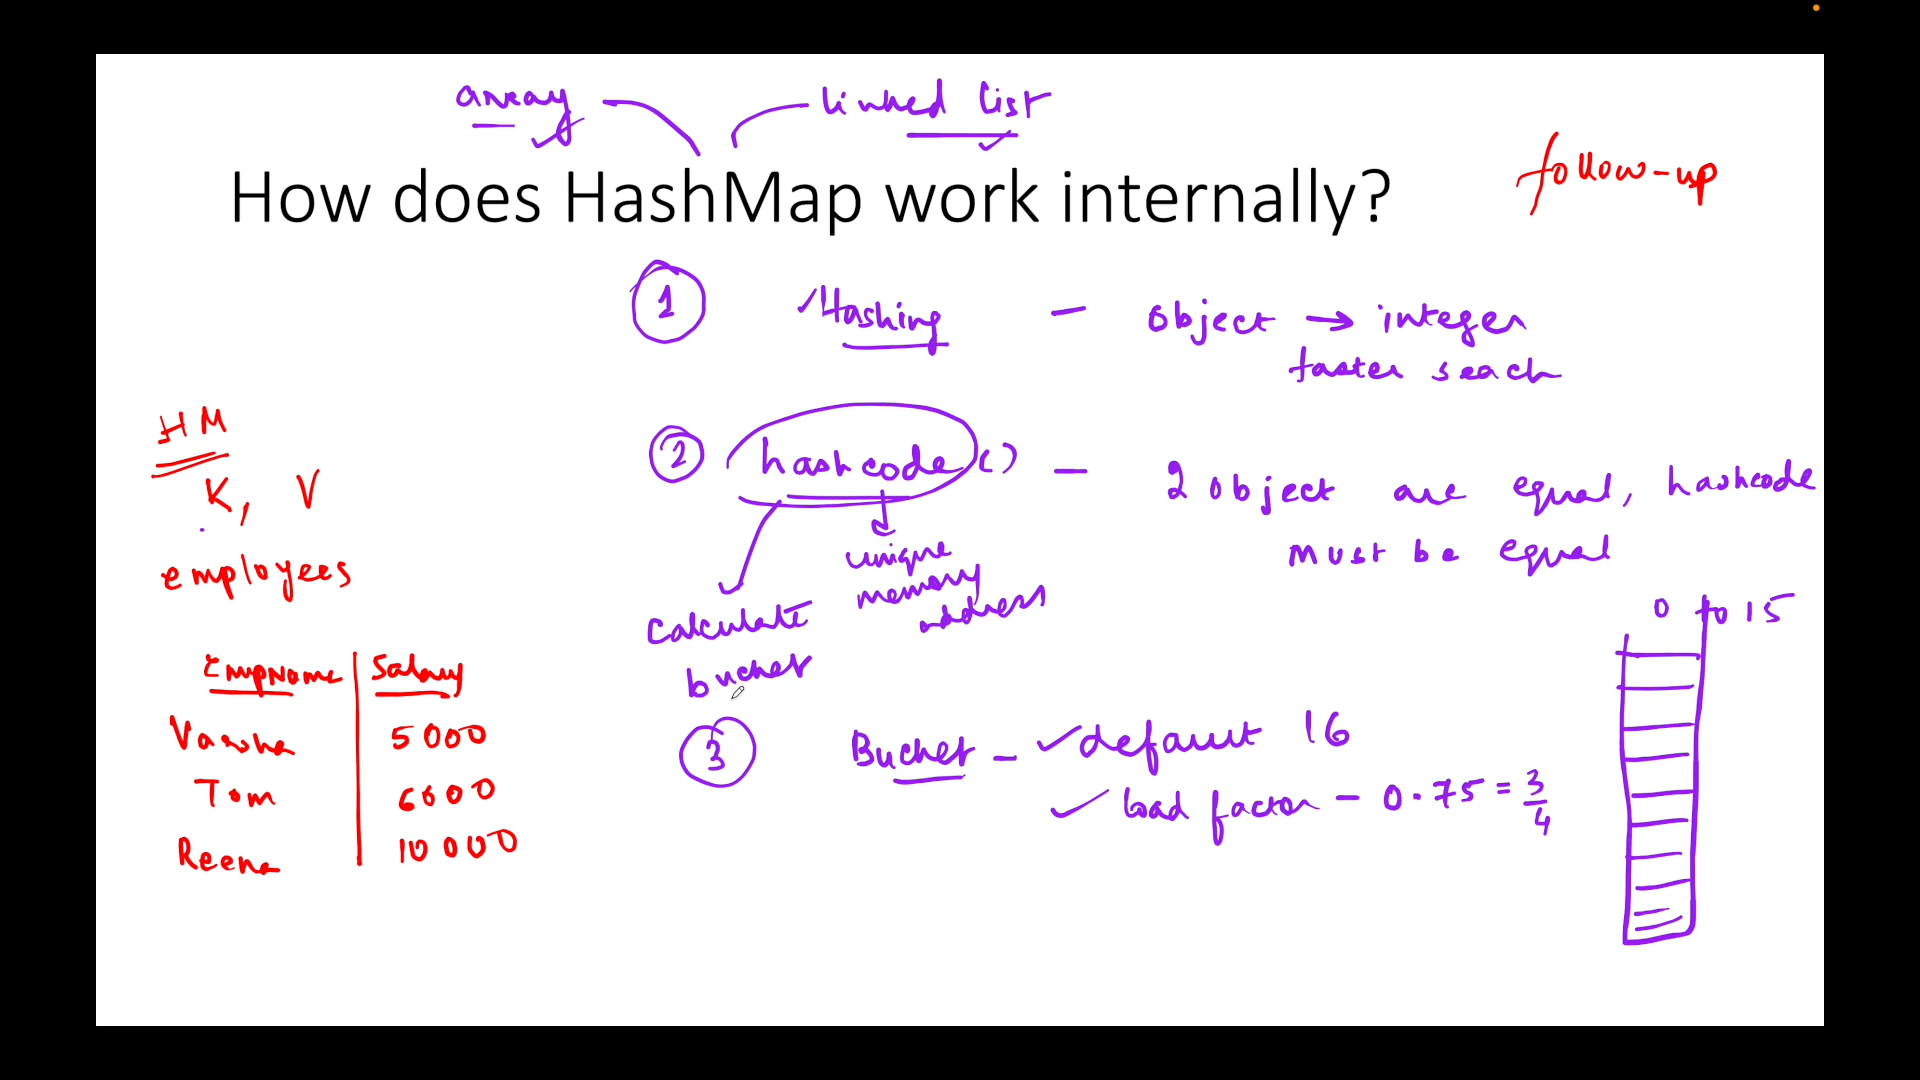 array linked list
How does HashMap work internally?
follow-up
1 Hashing - object → integer
faster seach
HM
K, V
employees
2 hashcode() - 2 object are equal, hashcode
must be equal
unique
memory
address
calculate
bucket
0 to 15
EmpName Salary
Varsha 5000
Tom 6000
Reena 10000
3 Bucket - default 16
load factor - 0.75 = 3/4